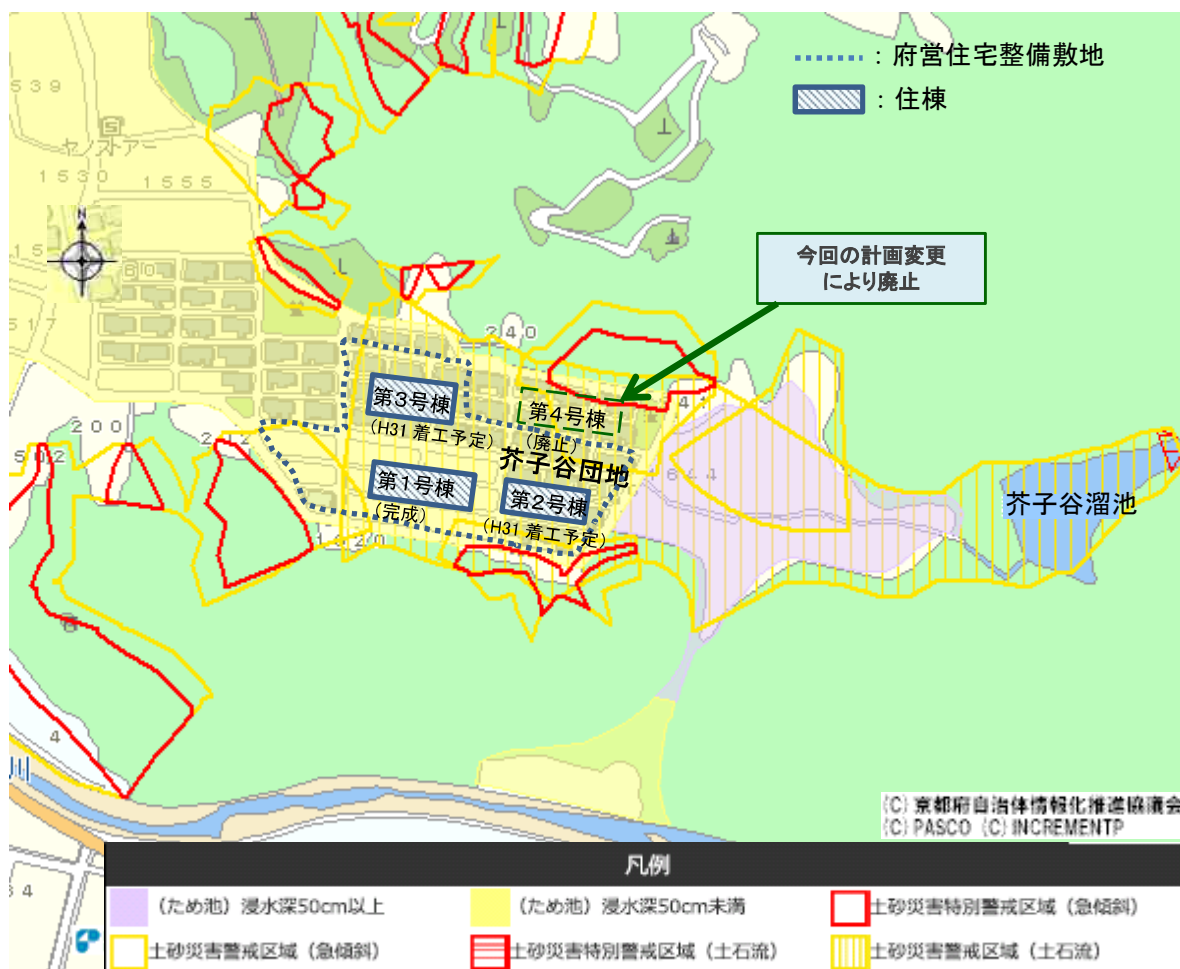 ：府営住宅整備敷地
：住棟
539
セノストアー
1530
1555
N
15
60
517
今回の計画変更
により廃止
240
第3号棟
(H31 着工予定)
第4号棟
(廃止)
芥子谷団地
200
212
502
644
第1号棟
(完成)
第2号棟
(H31 着工予定)
1020
芥子谷溜池
4
川
(C) 京都府自治体情報化推進協議会
(C) PASCO (C) INCREMENTP
凡例
34
（ため池）浸水深50cm以上
（ため池）浸水深50cm未満
土砂災害特別警戒区域（急傾斜）
土砂災害警戒区域（急傾斜）
土砂災害特別警戒区域（土石流）
土砂災害警戒区域（土石流）